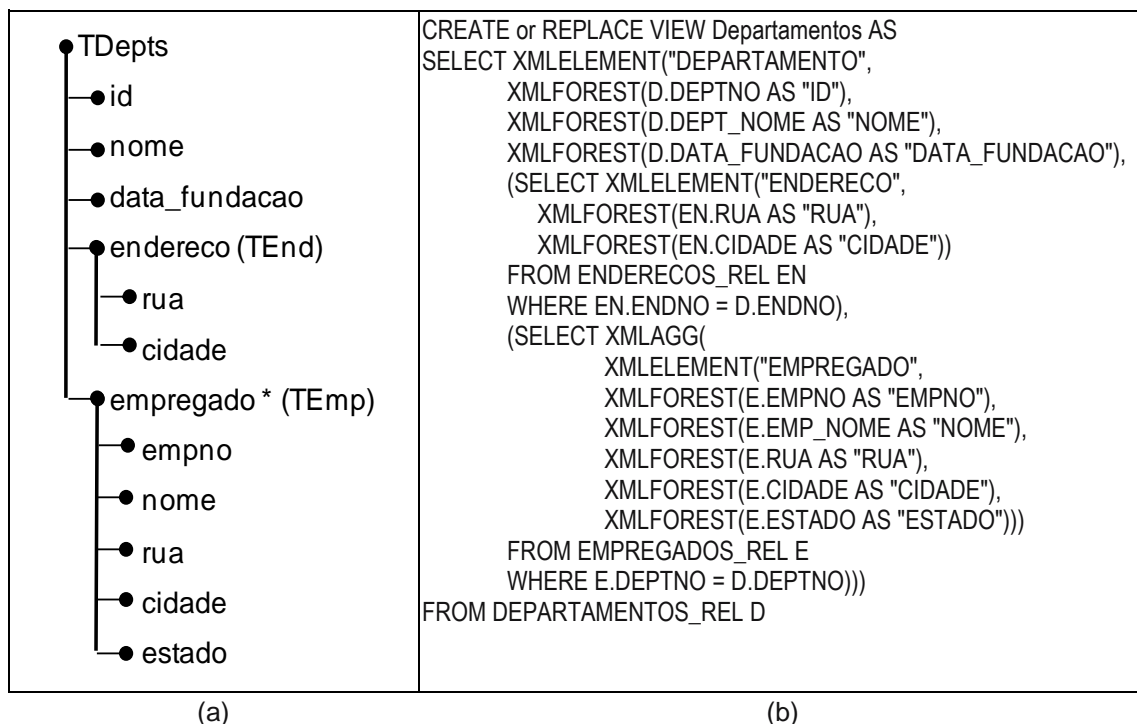 TDepts
id
nome
data_fundacao
endereco (TEnd)
rua
cidade
empregado * (TEmp)
empno
nome
rua
cidade
estado
(a)
CREATE or REPLACE VIEW Departamentos AS
SELECT XMLELEMENT("DEPARTAMENTO",
XMLFOREST(D.DEPTNO AS "ID"),
XMLFOREST(D.DEPT_NOME AS "NOME"),
XMLFOREST(D.DATA_FUNDACAO AS "DATA_FUNDACAO"),
(SELECT XMLELEMENT("ENDERECO",
XMLFOREST(EN.RUA AS "RUA"),
XMLFOREST(EN.CIDADE AS "CIDADE"))
FROM ENDERECOS_REL EN
WHERE EN.ENDNO = D.ENDNO),
(SELECT XMLAGG(
XMLELEMENT("EMPREGADO",
XMLFOREST(E.EMPNO AS "EMPNO"),
XMLFOREST(E.EMP_NOME AS "NOME"),
XMLFOREST(E.RUA AS "RUA"),
XMLFOREST(E.CIDADE AS "CIDADE"),
XMLFOREST(E.ESTADO AS "ESTADO")))
FROM EMPREGADOS_REL E
WHERE E.DEPTNO = D.DEPTNO)))
FROM DEPARTAMENTOS_REL D
(b)